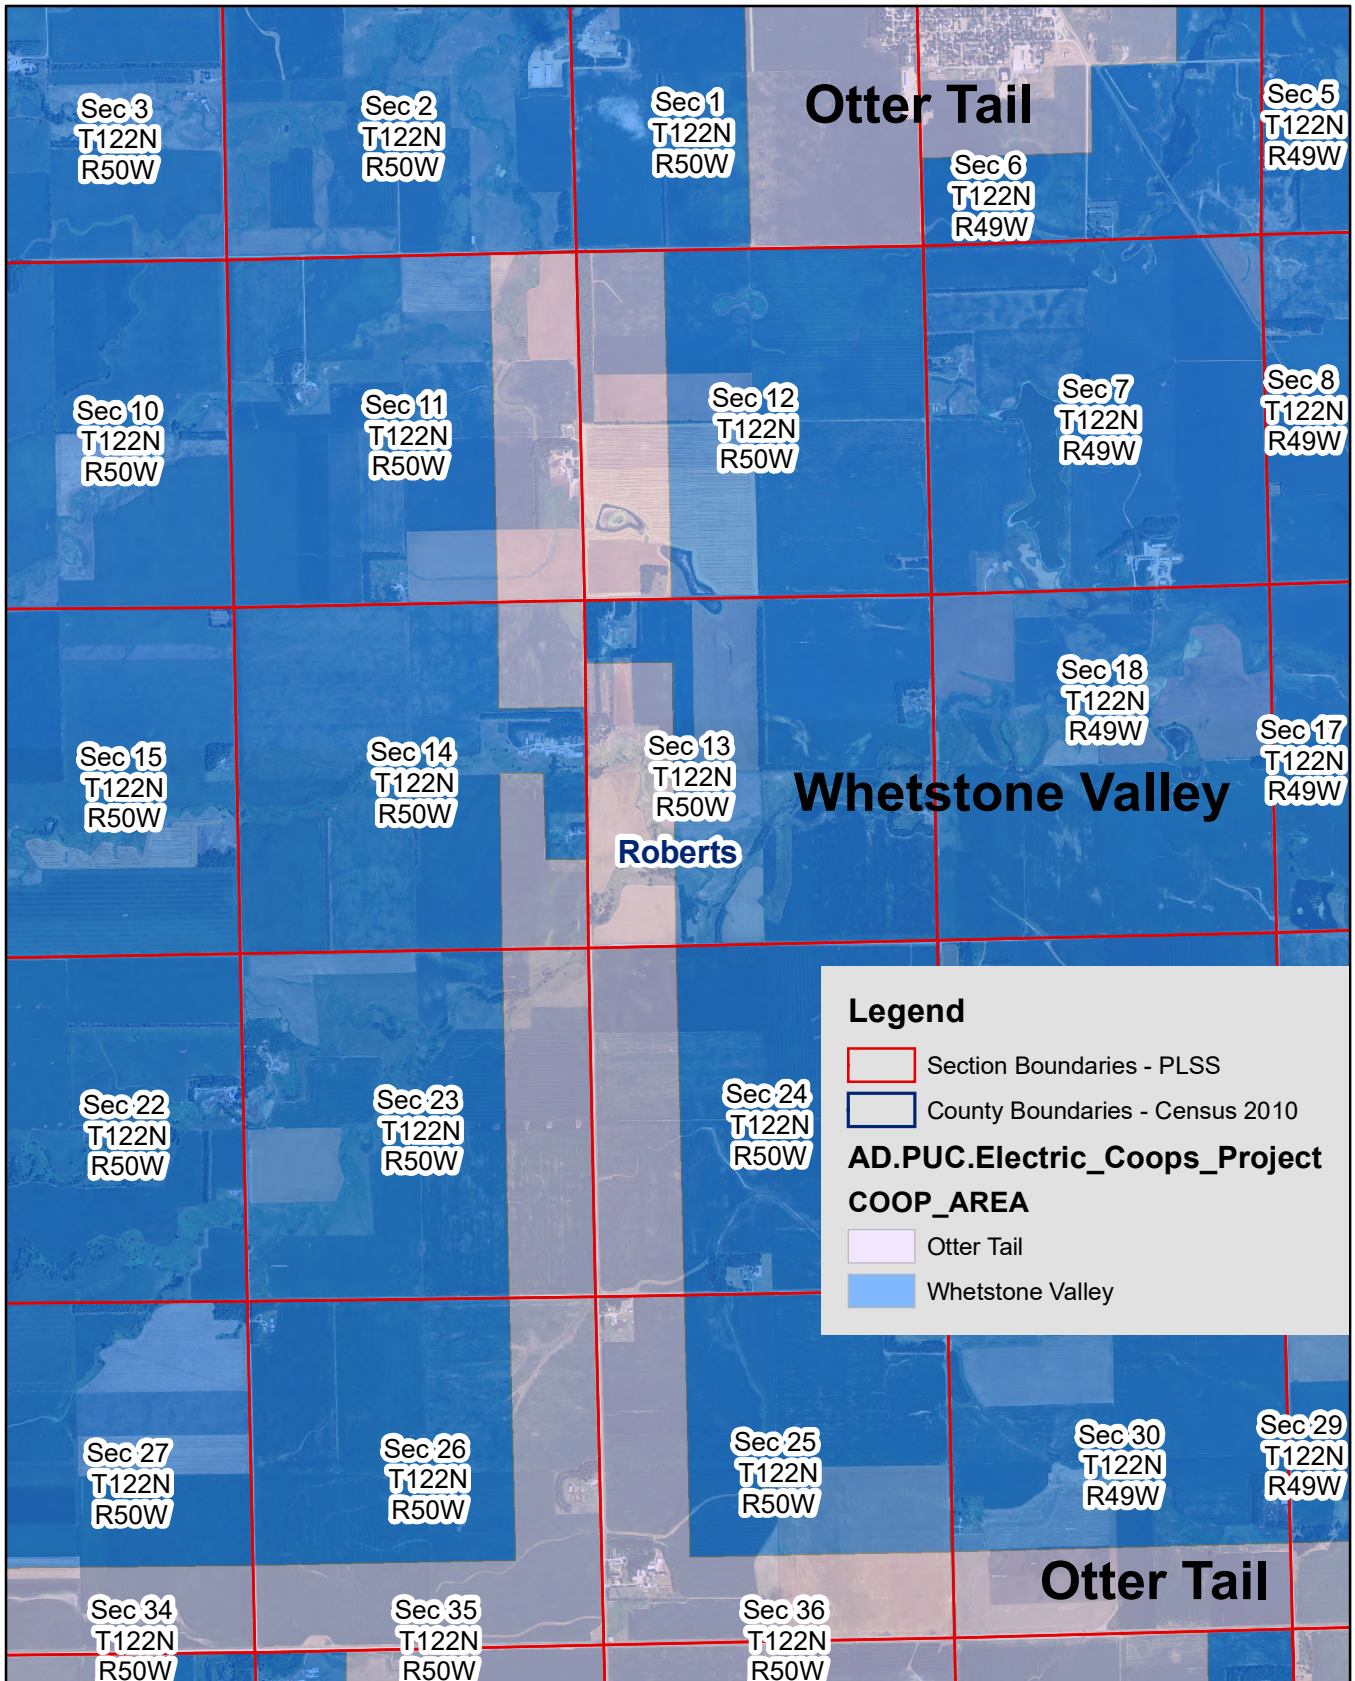 Sec 3
T122N
R50W
Sec 2
T122N
R50W
Sec 1
T122N
R50W
Otter Tail
Sec 6
T122N
R49W
Sec 5
T122N
R49W
Sec 10
T122N
R50W
Sec 11
T122N
R50W
Sec 12
T122N
R50W
Sec 7
T122N
R49W
Sec 8
T122N
R49W
Sec 15
T122N
R50W
Sec 14
T122N
R50W
Sec 13
T122N
R50W
Roberts
Sec 18
T122N
R49W
Whetstone Valley
Sec 17
T122N
R49W
Sec 22
T122N
R50W
Sec 23
T122N
R50W
Sec 24
T122N
R50W
Legend
Section Boundaries - PLSS
County Boundaries - Census 2010
AD.PUC.Electric_Coops_Project
COOP_AREA
Otter Tail
Whetstone Valley
Sec 27
T122N
R50W
Sec 26
T122N
R50W
Sec 25
T122N
R50W
Sec 30
T122N
R49W
Sec 29
T122N
R49W
Otter Tail
Sec 34
T122N
R50W
Sec 35
T122N
R50W
Sec 36
T122N
R50W